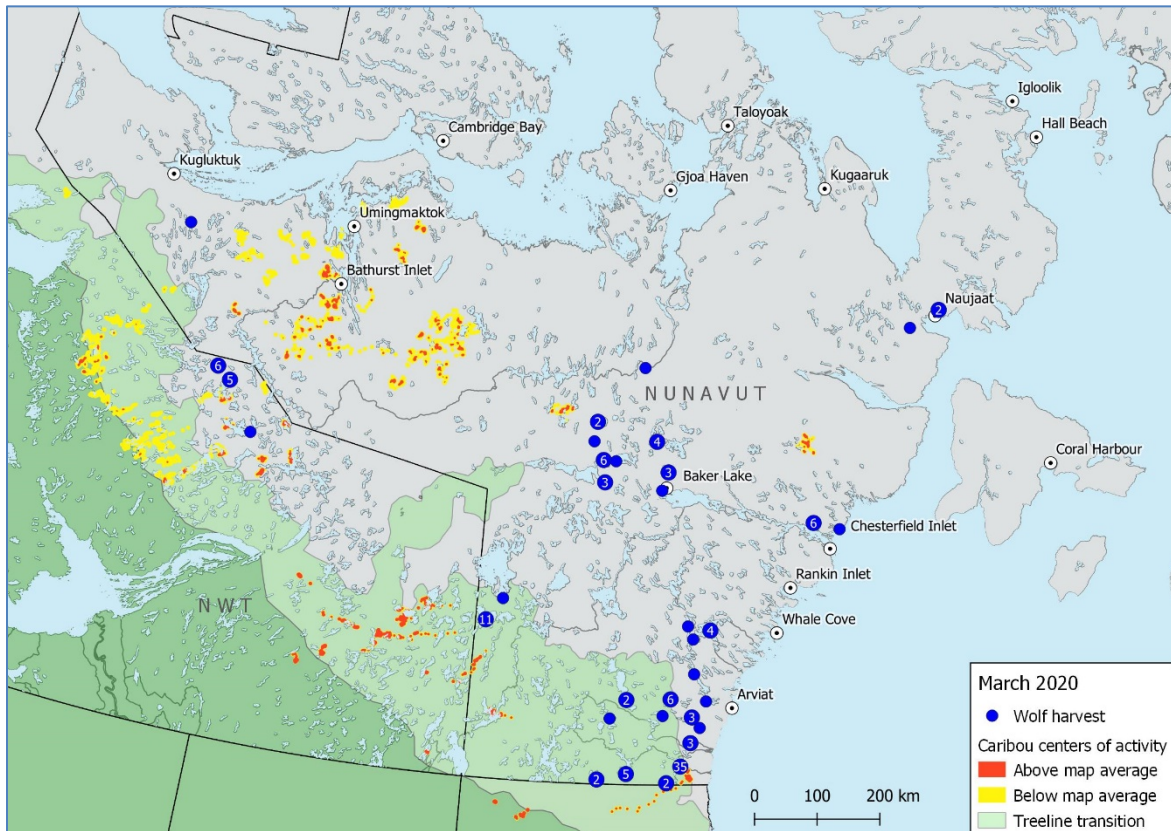 Igloolik
Taloyoak
Hall Beach
Cambridge Bay
Kugluktuk
Gjoa Haven
Kugaaruk
Umingmaktok
Bathurst Inlet
Naujaat
2
6
5
NUNAVUT
2
4
Coral Harbour
6
3
Baker Lake
3
6
Chesterfield Inlet
Rankin Inlet
NWT
11
4
Whale Cove
2
6
Arviat
3
3
35
5
2
2
March 2020
Wolf harvest
Caribou centers of activity
Above map average
Below map average
Treeline transition
0 100 200 km